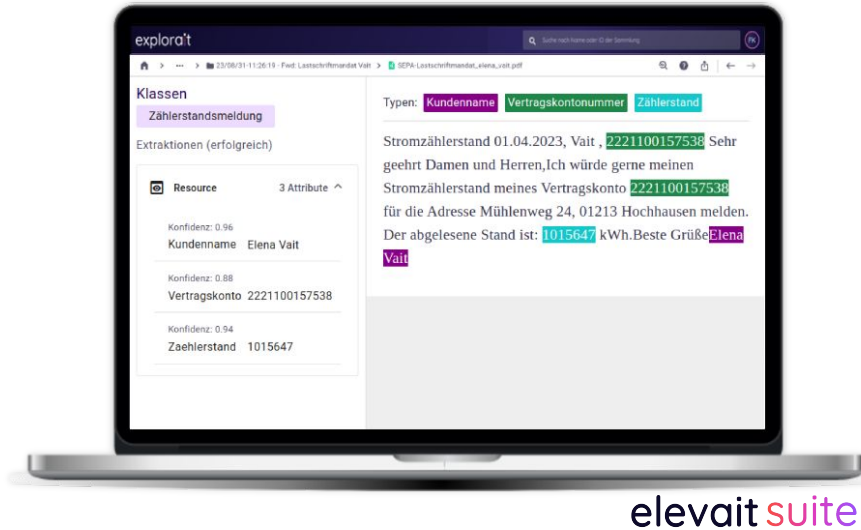 explorait
Suche nach Name oder ID der Sammlung
FK
> ... > 23/08/31-11:26:19 - Fwd: Lastschriftmandat Vait > SEPA-Lastschriftmandat_elena_vait.pdf
Klassen
Zählerstandsmeldung
Extraktionen (erfolgreich)
Resource 3 Attribute
Konfidenz: 0.96
Kundenname Elena Vait
Konfidenz: 0.88
Vertragskonto 2221100157538
Konfidenz: 0.94
Zaehlerstand 1015647
Typen: Kundenname Vertragskontonummer Zählerstand
Stromzählerstand 01.04.2023, Vait , 2221100157538 Sehr
geehrt Damen und Herren,Ich würde gerne meinen
Stromzählerstand meines Vertragskonto 2221100157538
für die Adresse Mühlenweg 24, 01213 Hochhausen melden.
Der abgelesene Stand ist: 1015647 kWh.Beste GrüßeElena
Vait
elevait suite